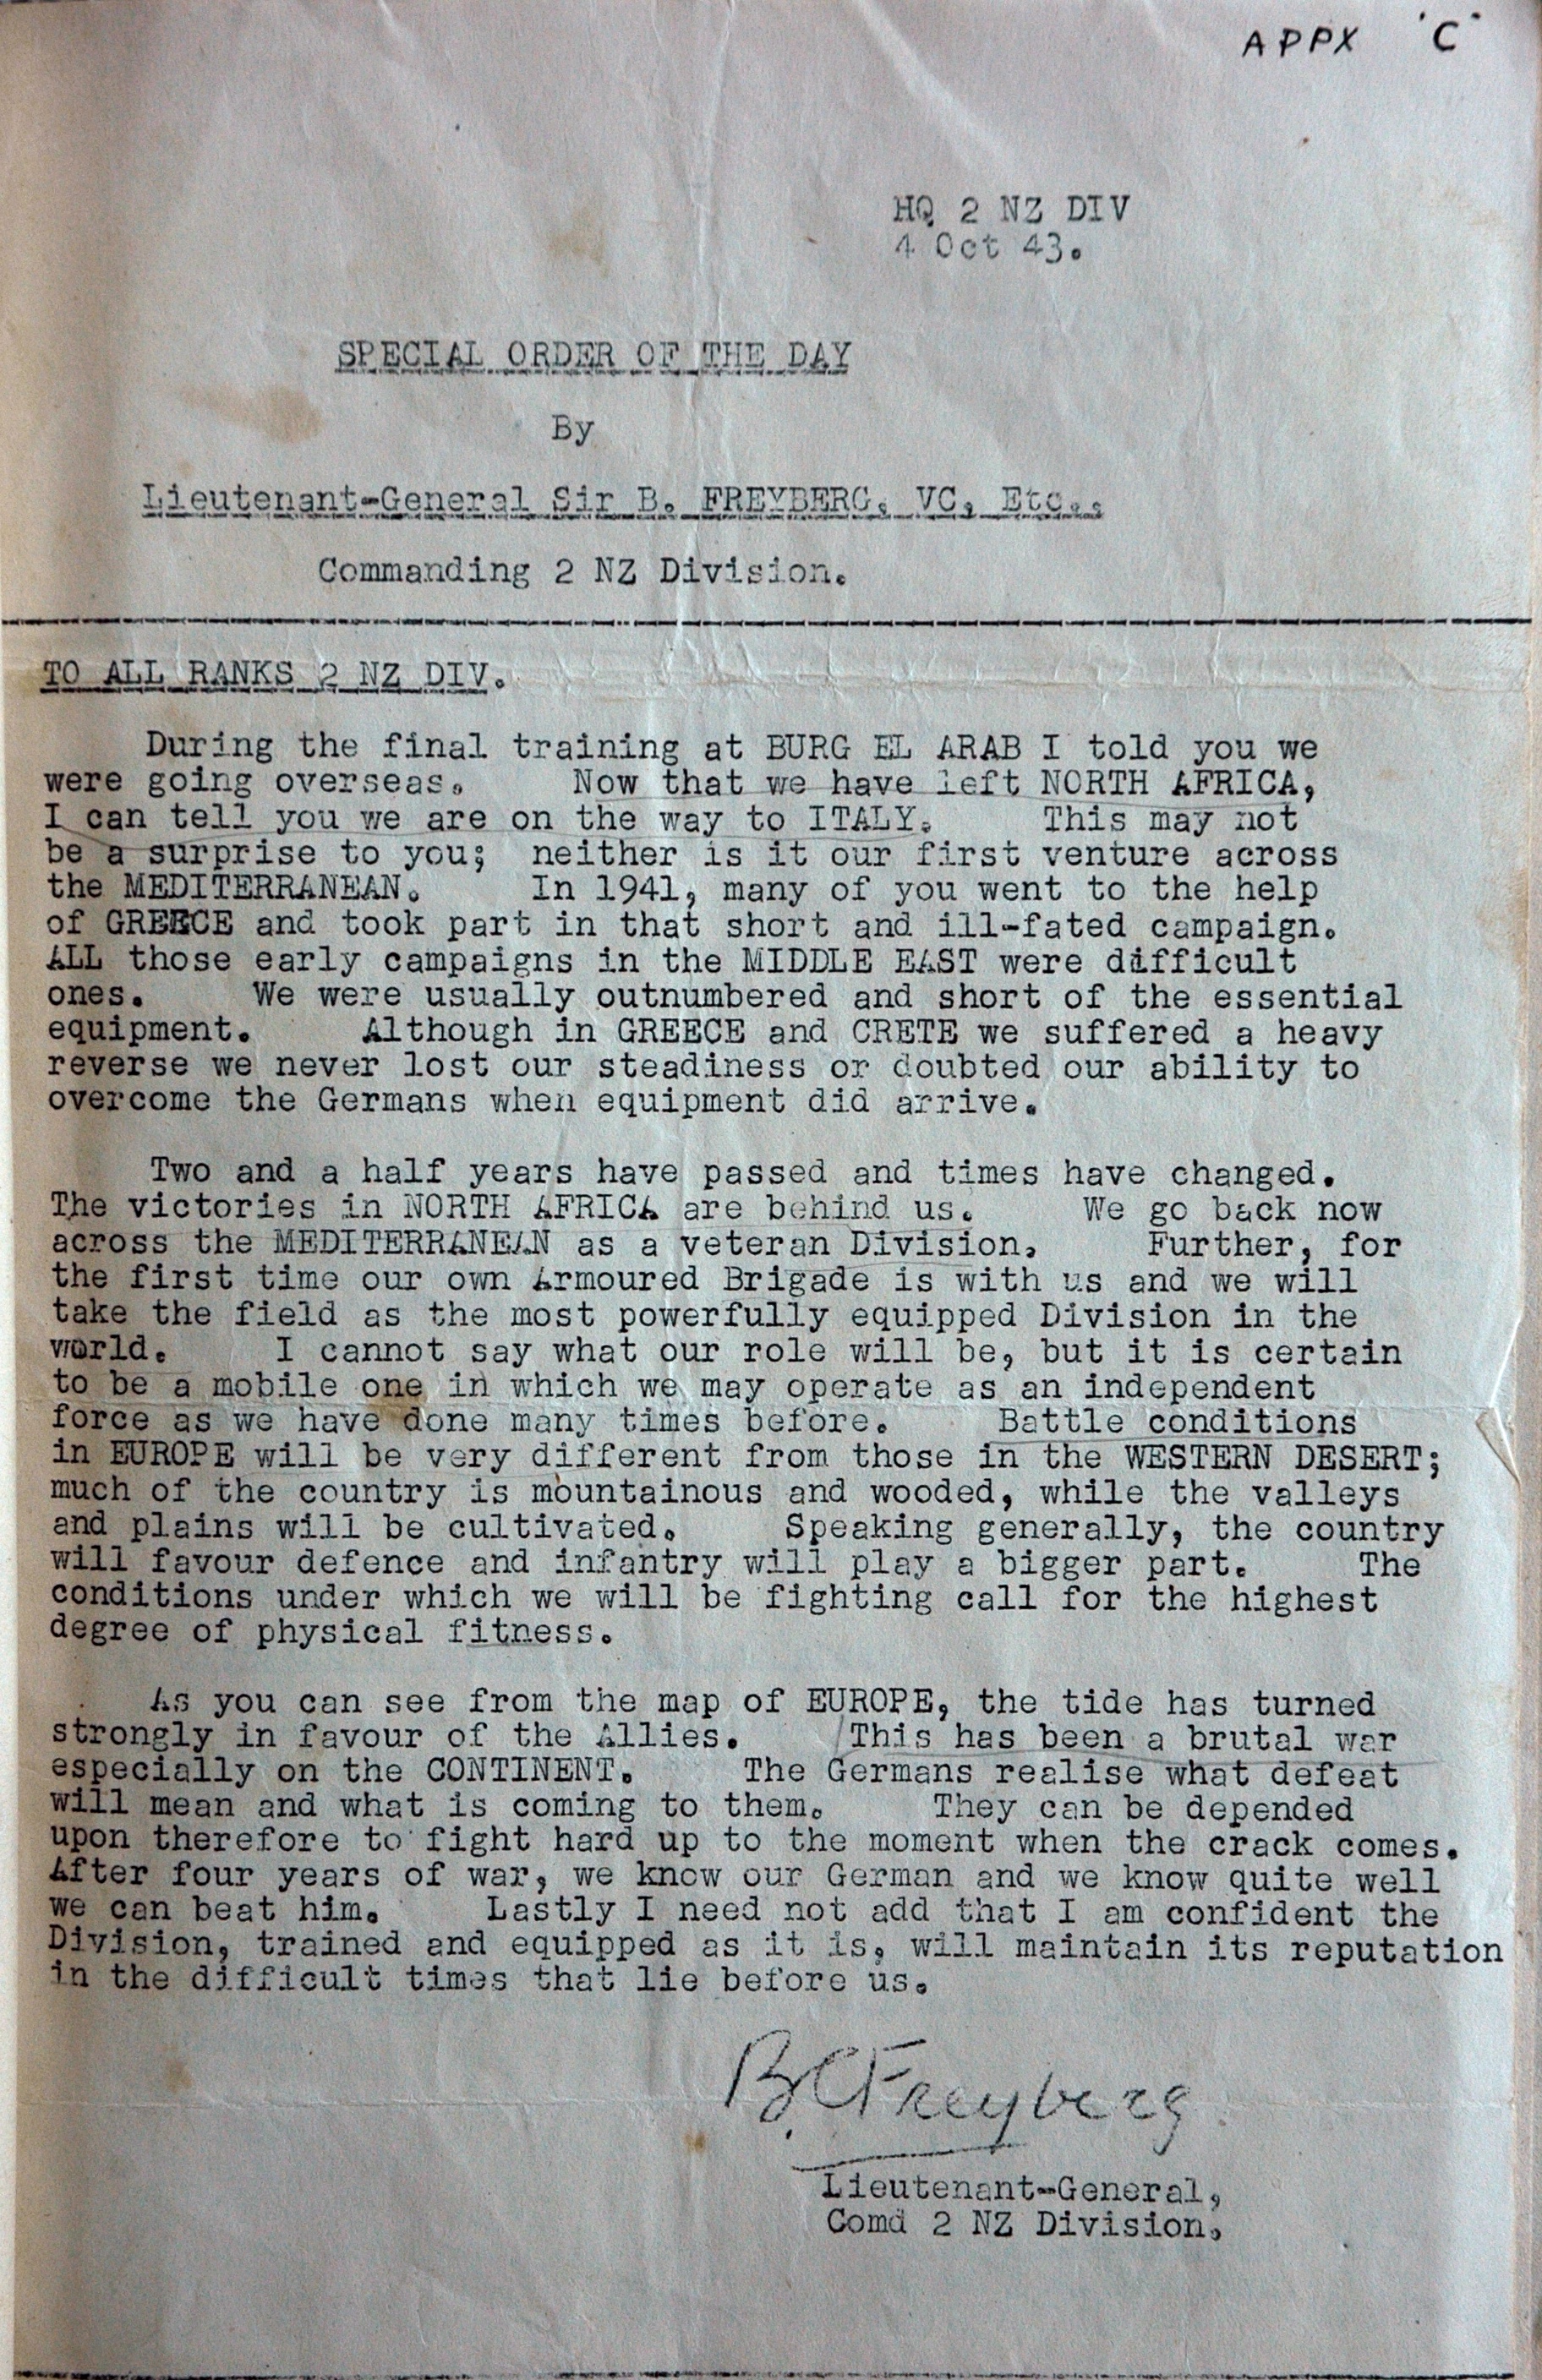 APPX 'C'
HQ 2 NZ DIV
4 Oct 43.
SPECIAL ORDER OF THE DAY
By
Lieutenant-General Sir B. FREYBERG, VC, Etc..
Commanding 2 NZ Division.
TO ALL RANKS 2 NZ DIV.
During the final training at BURG EL ARAB I told you we
were going overseas. Now that we have left NORTH AFRICA,
I can tell you we are on the way to ITALY. This may not
be a surprise to you; neither is it our first venture across
the MEDITERRANEAN. In 1941, many of you went to the help
of GREECE and took part in that short and ill-fated campaign.
ALL those early campaigns in the MIDDLE EAST were difficult
ones. We were usually outnumbered and short of the essential
equipment. Although in GREECE and CRETE we suffered a heavy
reverse we never lost our steadiness or doubted our ability to
overcome the Germans when equipment did arrive.
Two and a half years have passed and times have changed.
The victories in NORTH AFRICA are behind us. We go back now
across the MEDITERRANEAN as a veteran Division. Further, for
the first time our own Armoured Brigade is with us and we will
take the field as the most powerfully equipped Division in the
world. I cannot say what our role will be, but it is certain
to be a mobile one in which we may operate as an independent
force as we have done many times before. Battle conditions
in EUROPE will be very different from those in the WESTERN DESERT;
much of the country is mountainous and wooded, while the valleys
and plains will be cultivated. Speaking generally, the country
will favour defence and infantry will play a bigger part. The
conditions under which we will be fighting call for the highest
degree of physical fitness.
As you can see from the map of EUROPE, the tide has turned
strongly in favour of the Allies. This has been a brutal war
especially on the CONTINENT. The Germans realise what defeat
will mean and what is coming to them. They can be depended
upon therefore to fight hard up to the moment when the crack comes.
After four years of war, we know our German and we know quite well
we can beat him. Lastly I need not add that I am confident the
Division, trained and equipped as it is, will maintain its reputation
in the difficult times that lie before us.
B.C. Freyberg
Lieutenant-General,
Comd 2 NZ Division.